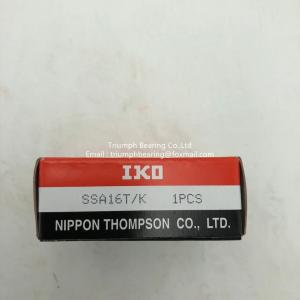 Triumph Bearing Co.,Ltd
Email: triumphbearing@foxmail.com
IKO
SSA16T/K 1PCS
NIPPON THOMPSON CO., LTD.